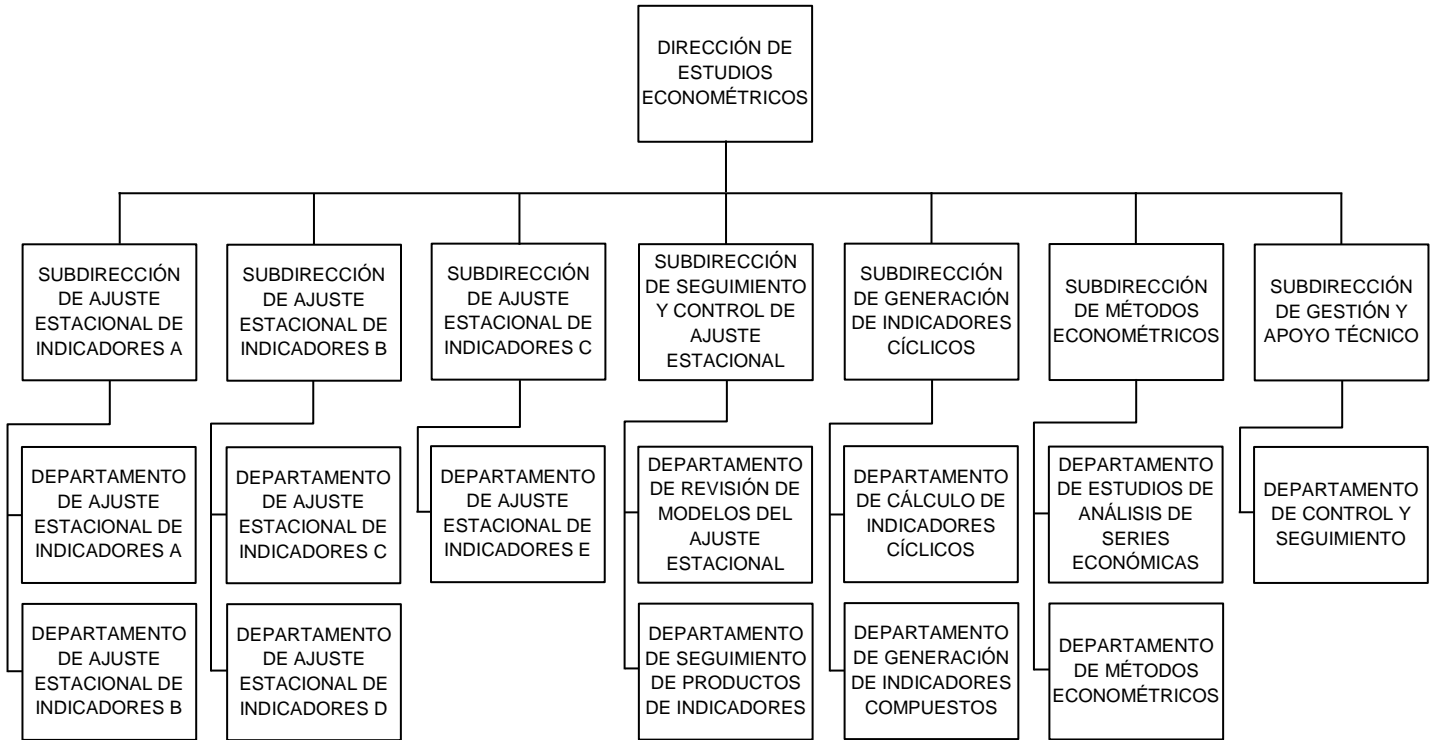 DIRECCIÓN DE
ESTUDIOS
ECONOMÉTRICOS
SUBDIRECCIÓN
DE AJUSTE
ESTACIONAL DE
INDICADORES A
SUBDIRECCIÓN
DE AJUSTE
ESTACIONAL DE
INDICADORES B
SUBDIRECCIÓN
DE AJUSTE
ESTACIONAL DE
INDICADORES C
SUBDIRECCIÓN
DE SEGUIMIENTO
Y CONTROL DE
AJUSTE
ESTACIONAL
SUBDIRECCIÓN
DE GENERACIÓN
DE INDICADORES
CÍCLICOS
SUBDIRECCIÓN
DE MÉTODOS
ECONOMÉTRICOS
SUBDIRECCIÓN
DE GESTIÓN Y
APOYO TÉCNICO
DEPARTAMENTO
DE AJUSTE
ESTACIONAL DE
INDICADORES A
DEPARTAMENTO
DE AJUSTE
ESTACIONAL DE
INDICADORES C
DEPARTAMENTO
DE AJUSTE
ESTACIONAL DE
INDICADORES E
DEPARTAMENTO
DE REVISIÓN DE
MODELOS DEL
AJUSTE
ESTACIONAL
DEPARTAMENTO
DE CÁLCULO DE
INDICADORES
CÍCLICOS
DEPARTAMENTO
DE ESTUDIOS DE
ANÁLISIS DE
SERIES
ECONÓMICAS
DEPARTAMENTO
DE CONTROL Y
SEGUIMIENTO
DEPARTAMENTO
DE AJUSTE
ESTACIONAL DE
INDICADORES B
DEPARTAMENTO
DE AJUSTE
ESTACIONAL DE
INDICADORES D
DEPARTAMENTO
DE SEGUIMIENTO
DE PRODUCTOS
DE INDICADORES
DEPARTAMENTO
DE GENERACIÓN
DE INDICADORES
COMPUESTOS
DEPARTAMENTO
DE MÉTODOS
ECONOMÉTRICOS